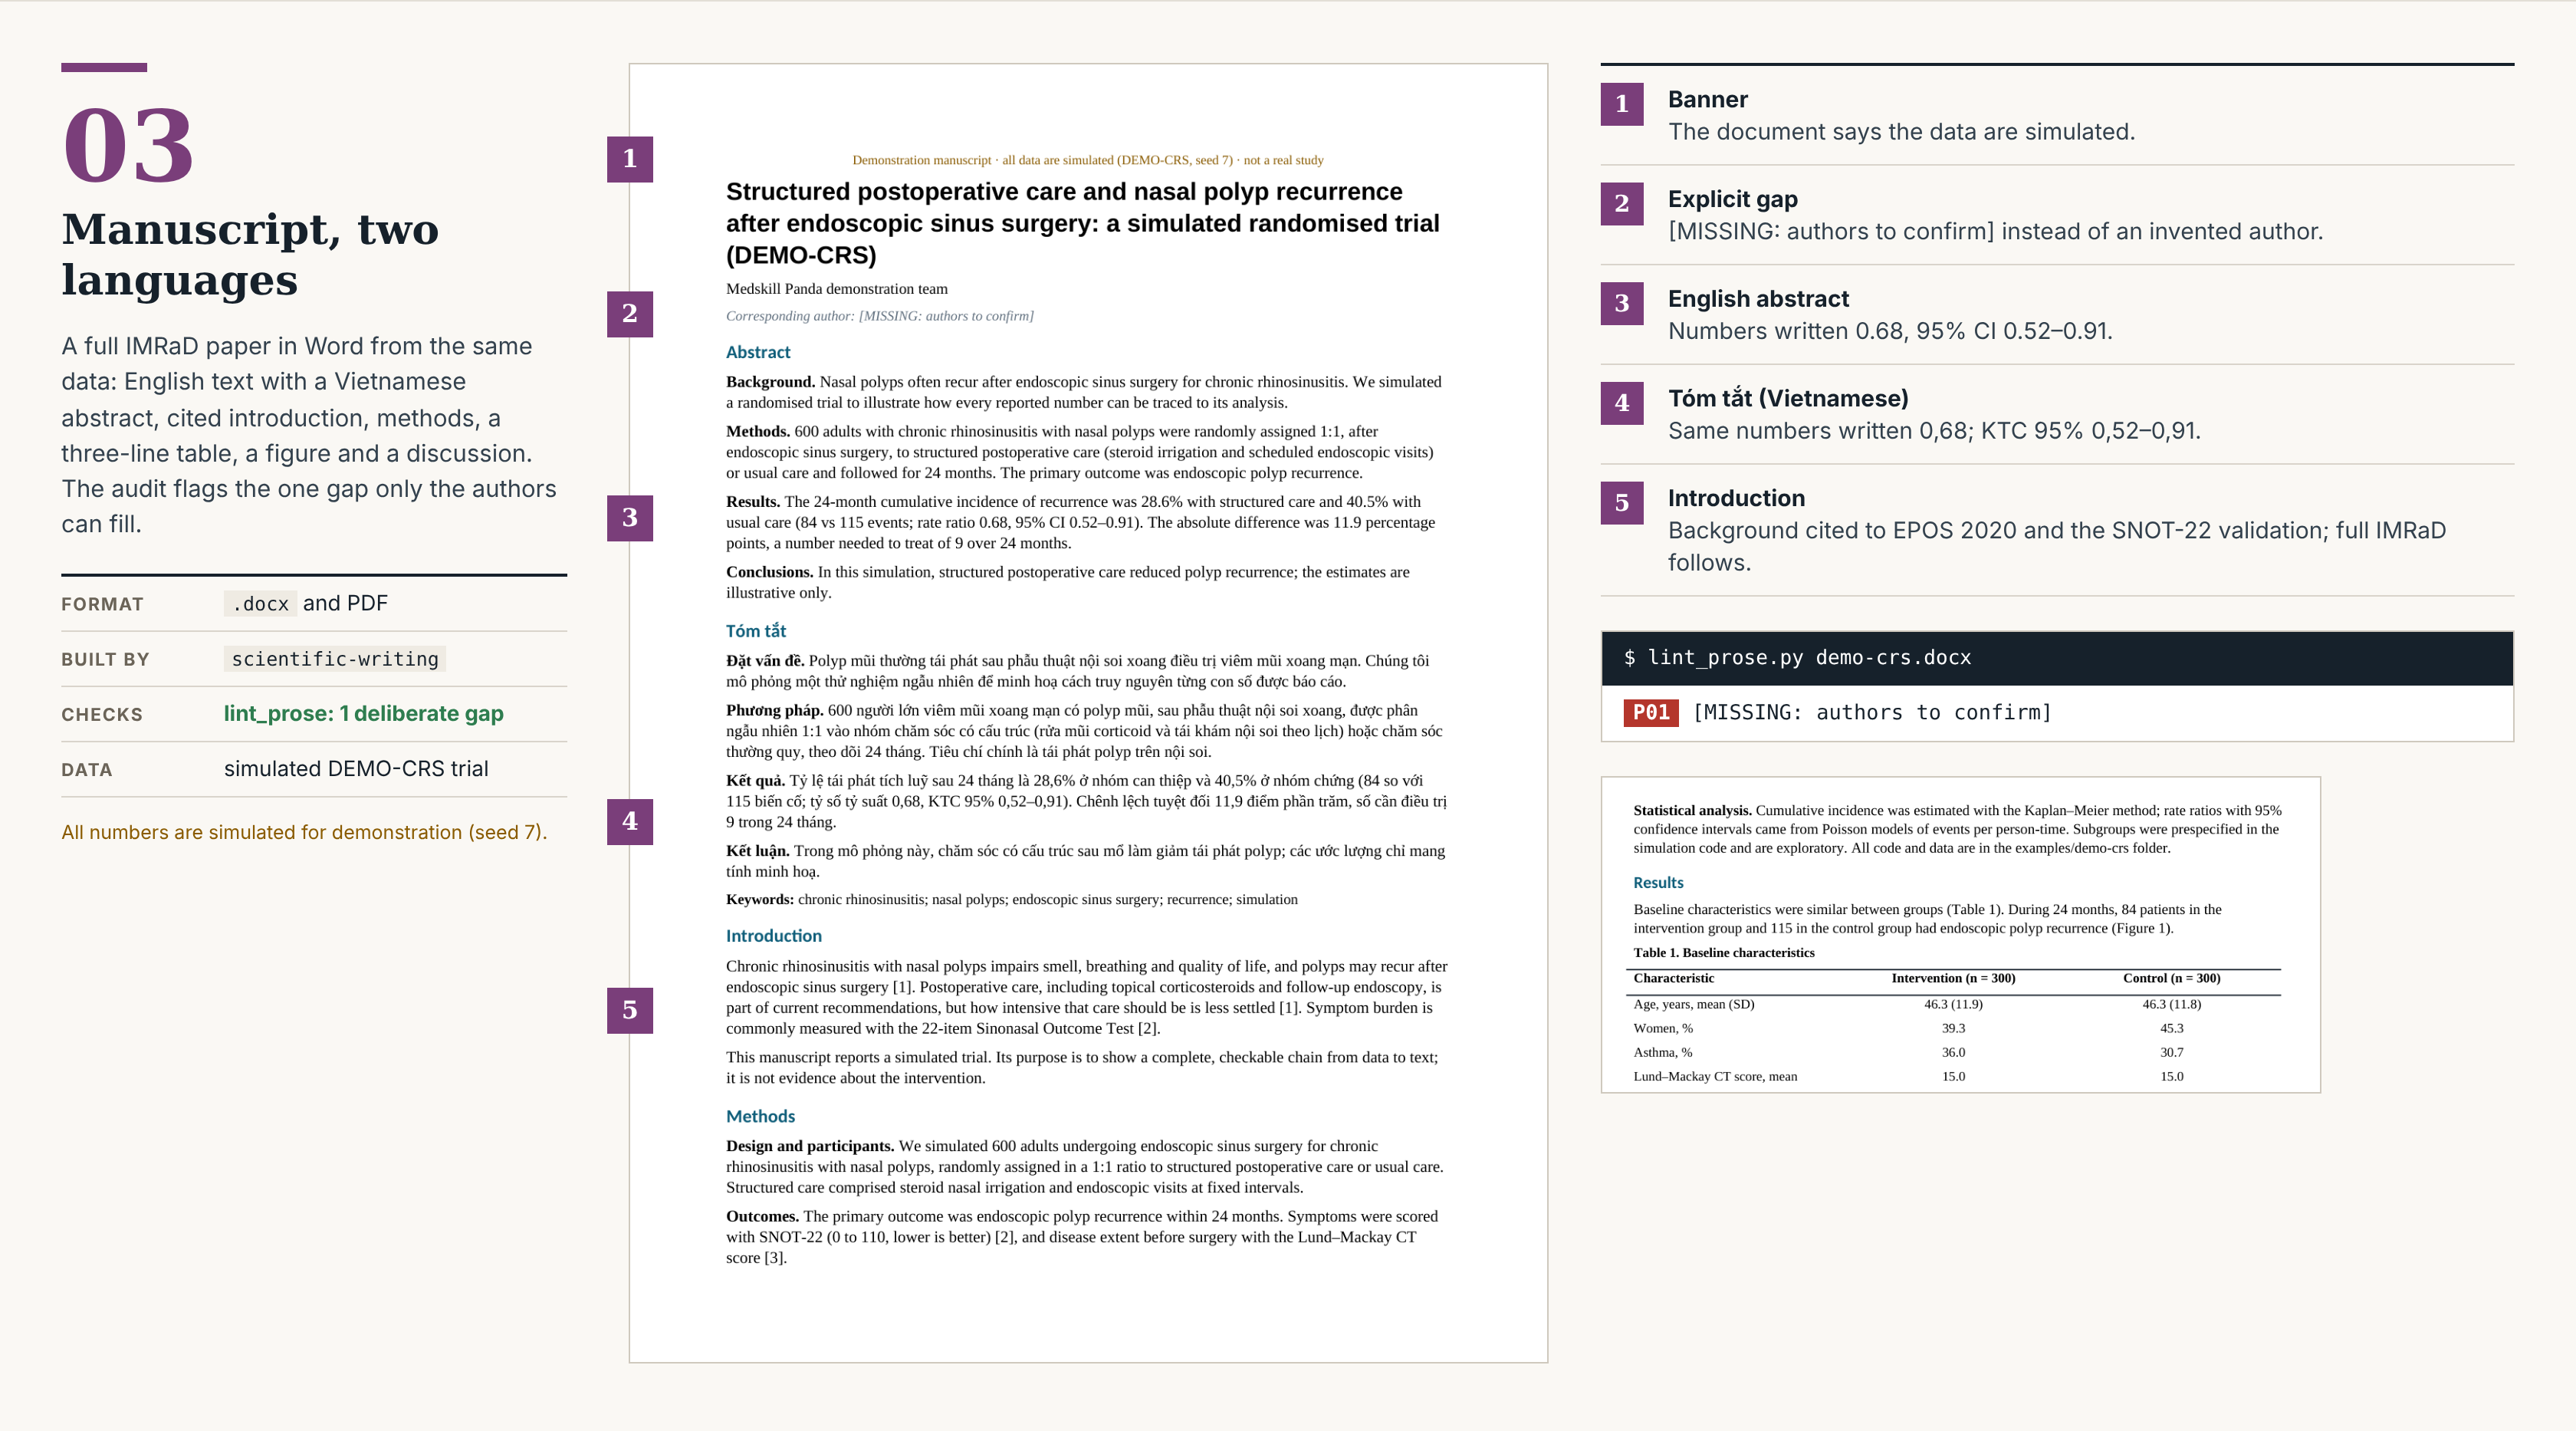 03
Manuscript, two
languages
A full IMRaD paper in Word from the same
data: English text with a Vietnamese
abstract, cited introduction, methods, a
three-line table, a figure and a discussion.
The audit flags the one gap only the authors
can fill.
FORMAT .docx and PDF
BUILT BY scientific-writing
CHECKS lint_prose: 1 deliberate gap
DATA simulated DEMO-CRS trial
All numbers are simulated for demonstration (seed 7).
1
Demonstration manuscript · all data are simulated (DEMO-CRS, seed 7) · not a real study
Structured postoperative care and nasal polyp recurrence
after endoscopic sinus surgery: a simulated randomised trial
(DEMO-CRS)
Medskill Panda demonstration team
2
Corresponding author: [MISSING: authors to confirm]
Abstract
Background. Nasal polyps often recur after endoscopic sinus surgery for chronic rhinosinusitis. We simulated
a randomised trial to illustrate how every reported number can be traced to its analysis.
Methods. 600 adults with chronic rhinosinusitis with nasal polyps were randomly assigned 1:1, after
endoscopic sinus surgery, to structured postoperative care (steroid irrigation and scheduled endoscopic visits)
or usual care and followed for 24 months. The primary outcome was endoscopic polyp recurrence.
3
Results. The 24-month cumulative incidence of recurrence was 28.6% with structured care and 40.5% with
usual care (84 vs 115 events; rate ratio 0.68, 95% CI 0.52–0.91). The absolute difference was 11.9 percentage
points, a number needed to treat of 9 over 24 months.
Conclusions. In this simulation, structured postoperative care reduced polyp recurrence; the estimates are
illustrative only.
Tóm tắt
Đặt vấn đề. Polyp mũi thường tái phát sau phẫu thuật nội soi xoang điều trị viêm mũi xoang mạn. Chúng tôi
mô phỏng một thử nghiệm ngẫu nhiên để minh hoạ cách truy nguyên từng con số được báo cáo.
Phương pháp. 600 người lớn viêm mũi xoang mạn có polyp mũi, sau phẫu thuật nội soi xoang, được phân
ngẫu nhiên 1:1 vào nhóm chăm sóc có cấu trúc (rửa mũi corticoid và tái khám nội soi theo lịch) hoặc chăm sóc
thường quy, theo dõi 24 tháng. Tiêu chí chính là tái phát polyp trên nội soi.
4
Kết quả. Tỷ lệ tái phát tích luỹ sau 24 tháng là 28,6% ở nhóm can thiệp và 40,5% ở nhóm chứng (84 so với
115 biến cố; tỷ số tỷ suất 0,68, KTC 95% 0,52–0,91). Chênh lệch tuyệt đối 11,9 điểm phần trăm, số cần điều trị
9 trong 24 tháng.
Kết luận. Trong mô phỏng này, chăm sóc có cấu trúc sau mổ làm giảm tái phát polyp; các ước lượng chỉ mang
tính minh hoạ.
Keywords: chronic rhinosinusitis; nasal polyps; endoscopic sinus surgery; recurrence; simulation
Introduction
5
Chronic rhinosinusitis with nasal polyps impairs smell, breathing and quality of life, and polyps may recur after
endoscopic sinus surgery [1]. Postoperative care, including topical corticosteroids and follow-up endoscopy, is
part of current recommendations, but how intensive that care should be is less settled [1]. Symptom burden is
commonly measured with the 22-item Sinonasal Outcome Test [2].
This manuscript reports a simulated trial. Its purpose is to show a complete, checkable chain from data to text;
it is not evidence about the intervention.
Methods
Design and participants. We simulated 600 adults undergoing endoscopic sinus surgery for chronic
rhinosinusitis with nasal polyps, randomly assigned in a 1:1 ratio to structured postoperative care or usual care.
Structured care comprised steroid nasal irrigation and endoscopic visits at fixed intervals.
Outcomes. The primary outcome was endoscopic polyp recurrence within 24 months. Symptoms were scored
with SNOT-22 (0 to 110, lower is better) [2], and disease extent before surgery with the Lund–Mackay CT
score [3].
1 Banner
The document says the data are simulated.
2 Explicit gap
[MISSING: authors to confirm] instead of an invented author.
3 English abstract
Numbers written 0.68, 95% CI 0.52–0.91.
4 Tóm tắt (Vietnamese)
Same numbers written 0,68; KTC 95% 0,52–0,91.
5 Introduction
Background cited to EPOS 2020 and the SNOT-22 validation; full IMRaD
follows.
$ lint_prose.py demo-crs.docx
P01 [MISSING: authors to confirm]
Statistical analysis. Cumulative incidence was estimated with the Kaplan–Meier method; rate ratios with 95%
confidence intervals came from Poisson models of events per person-time. Subgroups were prespecified in the
simulation code and are exploratory. All code and data are in the examples/demo-crs folder.
Results
Baseline characteristics were similar between groups (Table 1). During 24 months, 84 patients in the
intervention group and 115 in the control group had endoscopic polyp recurrence (Figure 1).
Table 1. Baseline characteristics
Characteristic Intervention (n = 300) Control (n = 300)
Age, years, mean (SD) 46.3 (11.9) 46.3 (11.8)
Women, % 39.3 45.3
Asthma, % 36.0 30.7
Lund–Mackay CT score, mean 15.0 15.0